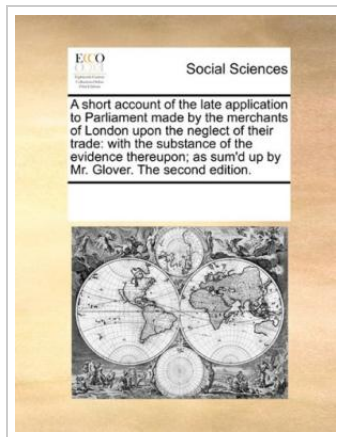 ECCO
Social Sciences
A short account of the late application
to Parliament made by the merchants
of London upon the neglect of their
trade: with the substance of the
evidence thereupon; as sum'd up by
Mr. Glover. The second edition.